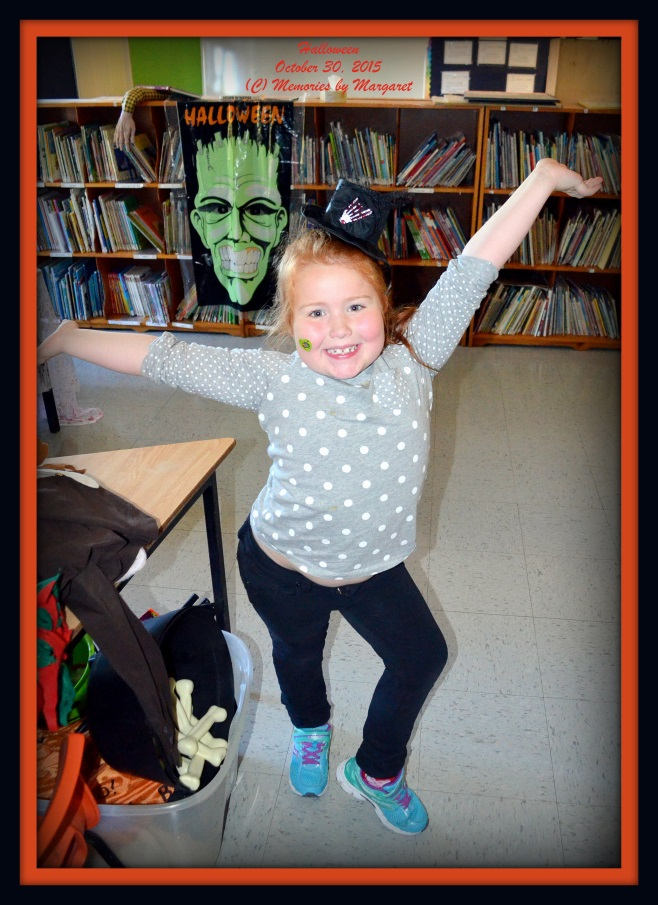 Halloween
October 30, 2015
(C) Memories by Margaret
HALLOWEEN